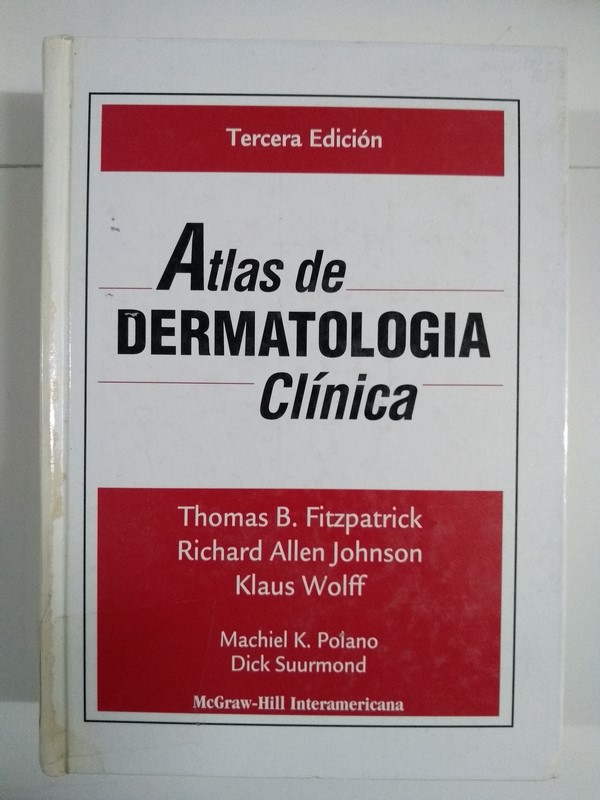 Tercera Edición
Atlas de
DERMATOLOGIA
Clínica
Thomas B. Fitzpatrick
Richard Allen Johnson
Klaus Wolff
Machiel K. Polano
Dick Suurmond
McGraw-Hill Interamericana